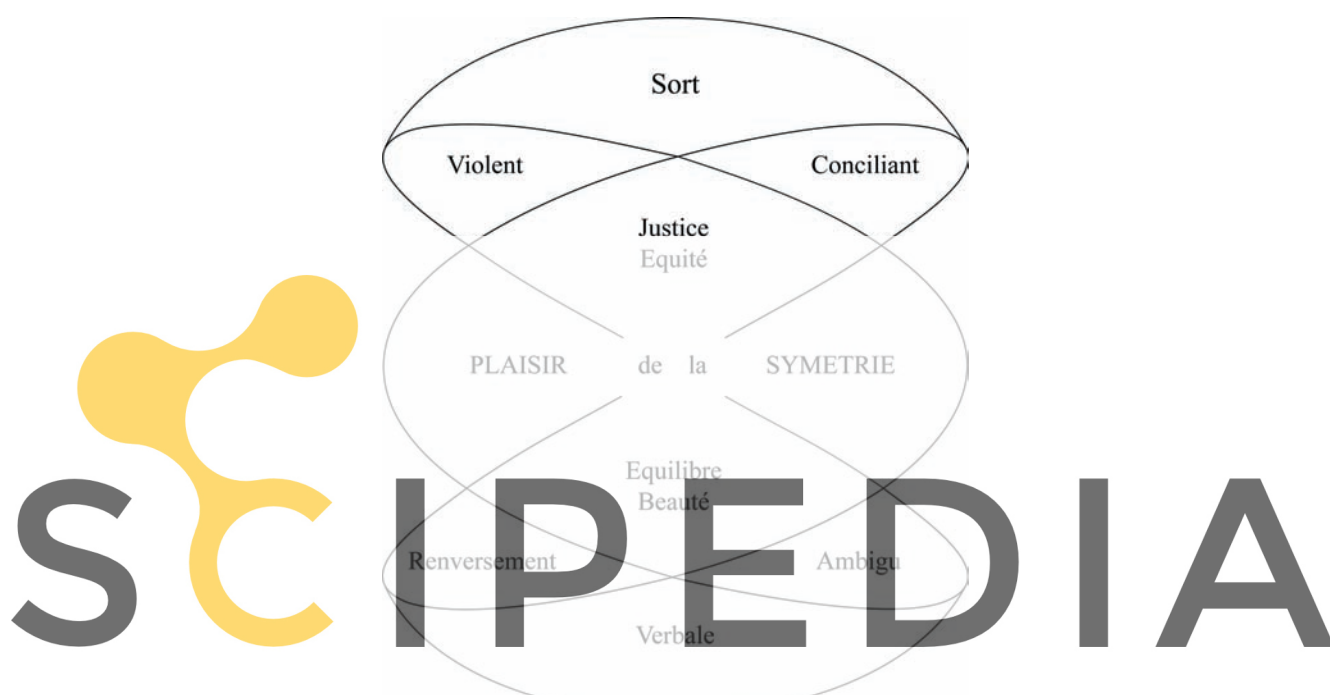 Sort
Violent Conciliant
Justice
Equité
PLAISIR de la SYMETRIE
Equilibre
Beauté
Renversement Ambigu
Verbale
SCIPEDIA